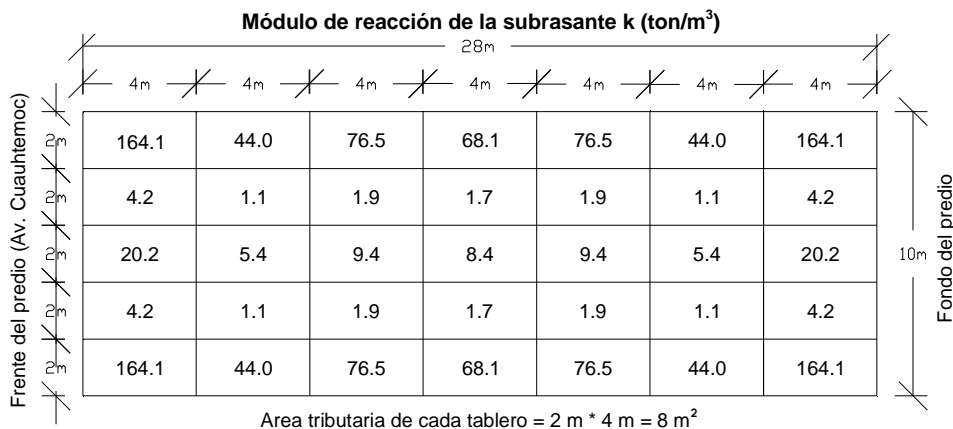 Módulo de reacción de la subrasante k (ton/m³)
28m
4m 4m 4m 4m 4m 4m 4m
Frente del predio (Av. Cuauhtemoc)
2m 164.1 44.0 76.5 68.1 76.5 44.0 164.1
2m 4.2 1.1 1.9 1.7 1.9 1.1 4.2
2m 20.2 5.4 9.4 8.4 9.4 5.4 20.2
10m
Fondo del predio
2m 4.2 1.1 1.9 1.7 1.9 1.1 4.2
2m 164.1 44.0 76.5 68.1 76.5 44.0 164.1
Area tributaria de cada tablero = 2 m * 4 m = 8 m²